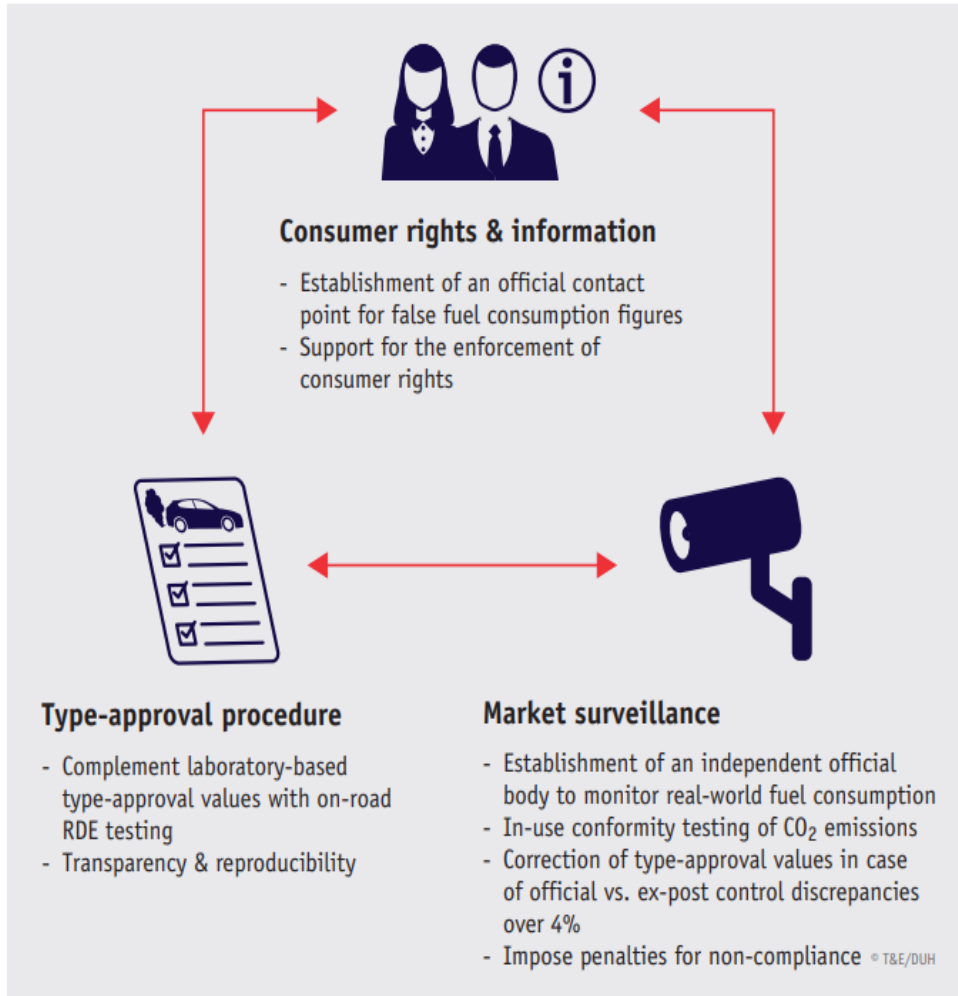 i
Consumer rights & information
- Establishment of an official contact
point for false fuel consumption figures
- Support for the enforcement of
consumer rights
Type-approval procedure
- Complement laboratory-based
type-approval values with on-road
RDE testing
- Transparency & reproducibility
Market surveillance
- Establishment of an independent official
body to monitor real-world fuel consumption
- In-use conformity testing of CO₂ emissions
- Correction of type-approval values in case
of official vs. ex-post control discrepancies
over 4%
- Impose penalties for non-compliance © T&E/DUH